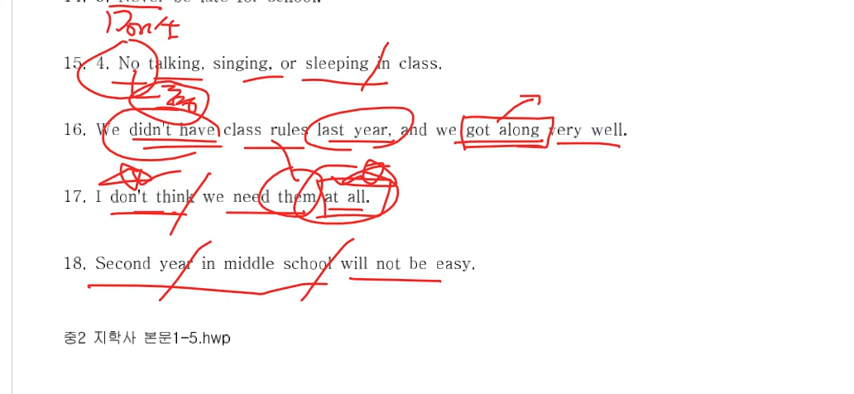 Don't
15. 4. No talking, singing, or sleeping in class.
16. We didn't have class rules last year, and we got along very well.
17. I don't think we need them at all.
18. Second year in middle school will not be easy.
중2 지학사 본문1-5.hwp